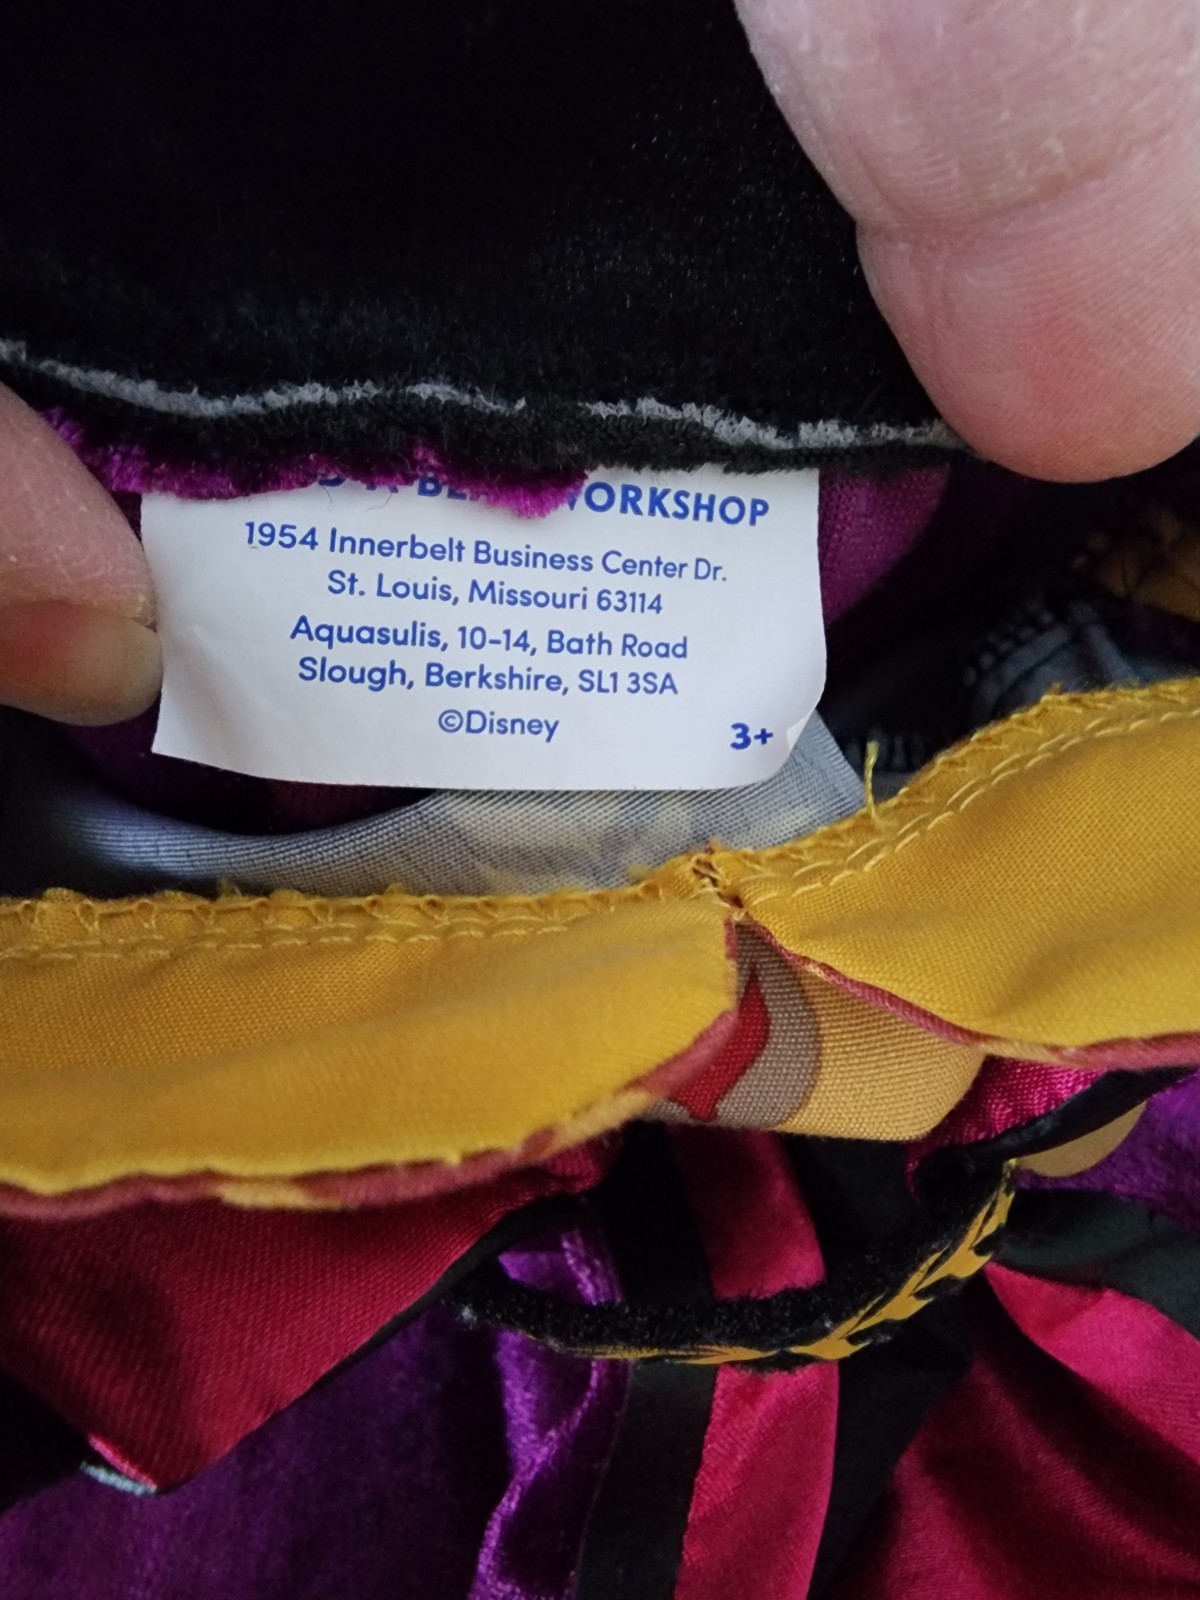 WORKSHOP
1954 Innerbelt Business Center Dr.
St. Louis, Missouri 63114
Aquasulis, 10-14, Bath Road
Slough, Berkshire, SL1 3SA
©Disney
3+